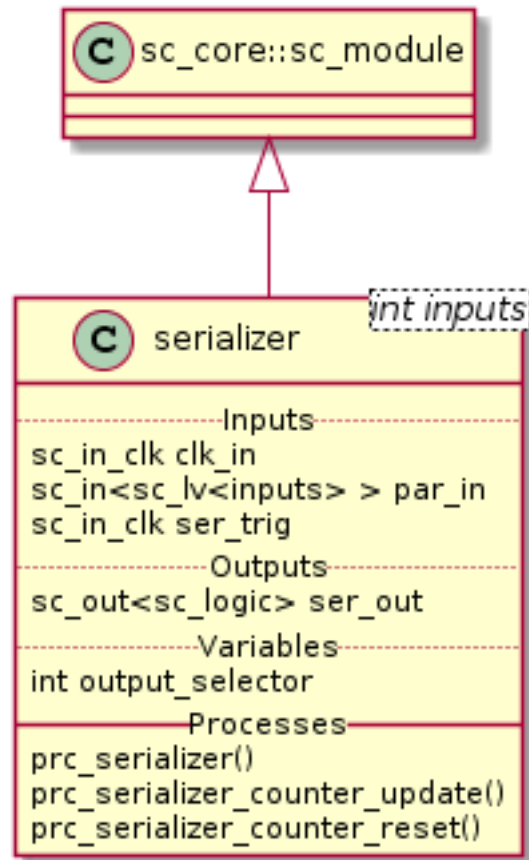 C sc_core::sc_module
int inputs
C serializer
Inputs
sc_in_clk clk_in
sc_in<sc_lv<inputs> > par_in
sc_in_clk ser_trig
Outputs
sc_out<sc_logic> ser_out
Variables
int output_selector
Processes
prc_serializer()
prc_serializer_counter_update()
prc_serializer_counter_reset()